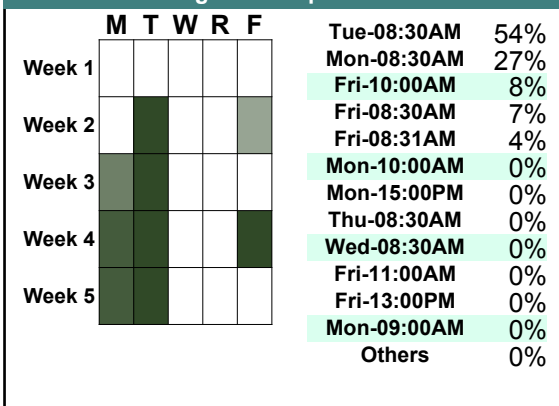 M T W R F
Week 1
Week 2
Week 3
Week 4
Week 5
Tue-08:30AM 54%
Mon-08:30AM 27%
Fri-10:00AM 8%
Fri-08:30AM 7%
Fri-08:31AM 4%
Mon-10:00AM 0%
Mon-15:00PM 0%
Thu-08:30AM 0%
Wed-08:30AM 0%
Fri-11:00AM 0%
Fri-13:00PM 0%
Mon-09:00AM 0%
Others 0%